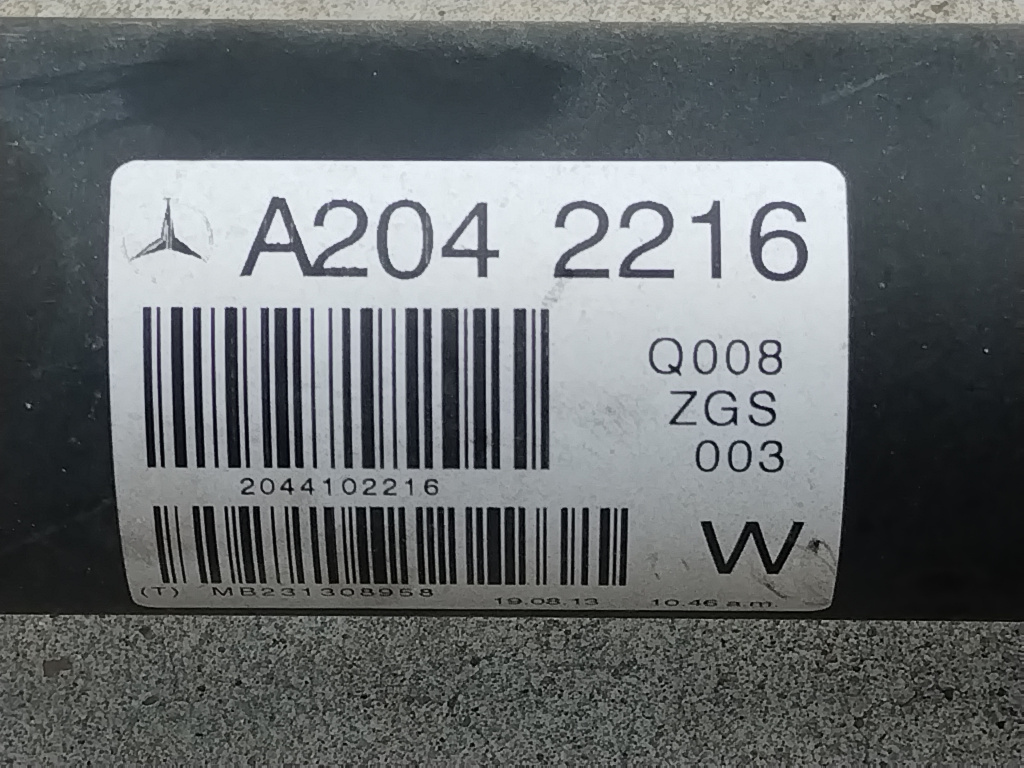 A204 2216
Q008
ZGS
003
2044102216
W
(T) MB231308958 19.08.13 10.46 a.m.